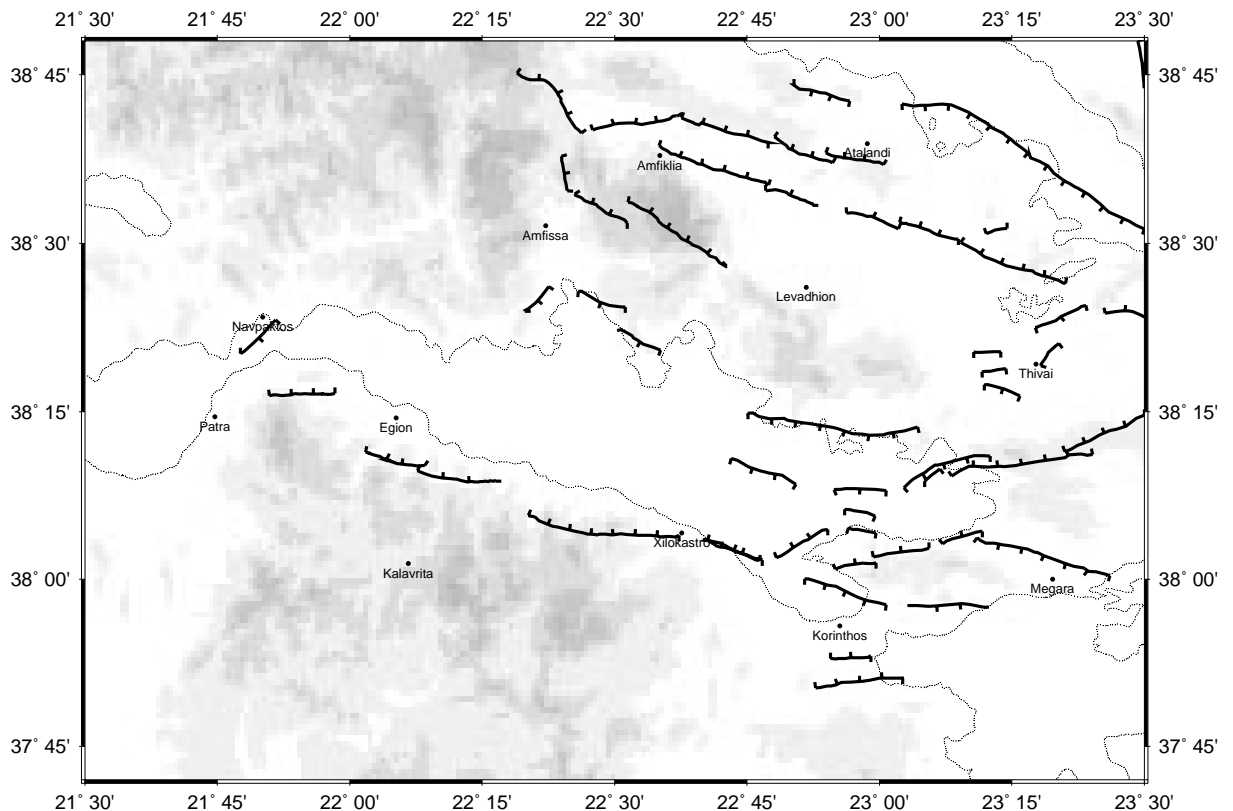 21˚ 30' 21˚ 45' 22˚ 00' 22˚ 15' 22˚ 30' 22˚ 45' 23˚ 00' 23˚ 15' 23˚ 30'
38˚ 45' 38˚ 45'
Atalandi
Amfiklia
Amfissa
38˚ 30' 38˚ 30'
Levadhion
Navpaktos
Thivai
38˚ 15' 38˚ 15'
Patra
Egion
Xilokastro
Kalavrita
38˚ 00' 38˚ 00'
Megara
Korinthos
37˚ 45' 37˚ 45'
21˚ 30' 21˚ 45' 22˚ 00' 22˚ 15' 22˚ 30' 22˚ 45' 23˚ 00' 23˚ 15' 23˚ 30'